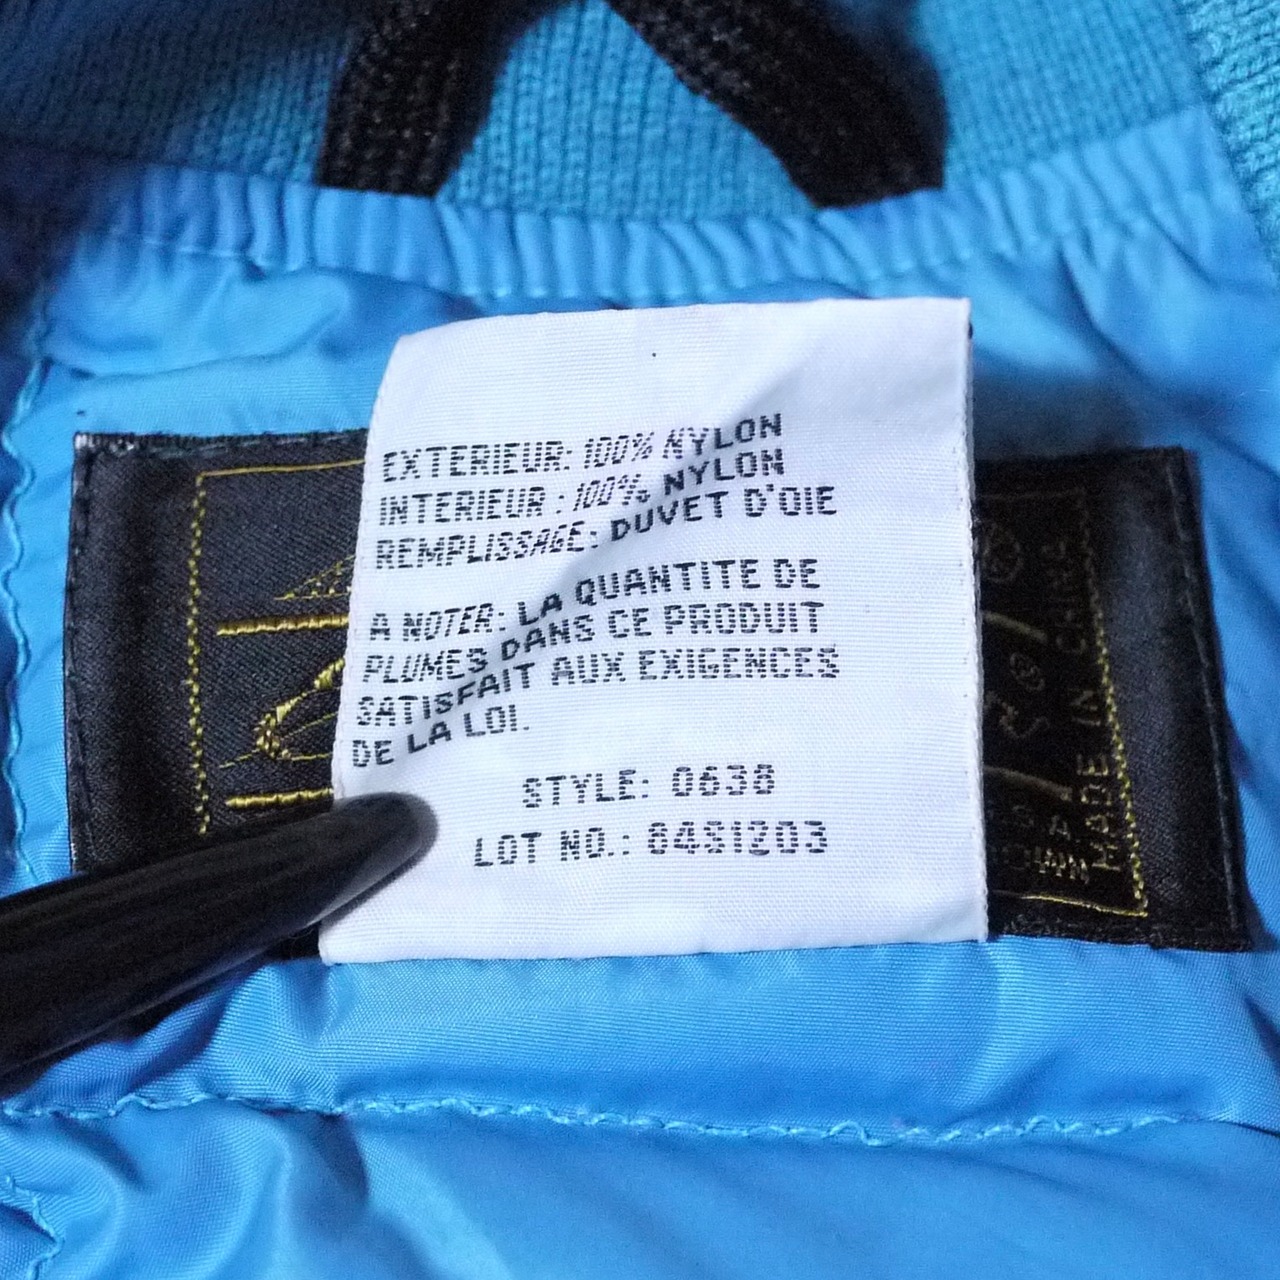 EXTERIEUR: 100% NYLON
INTERIEUR : 100% NYLON
REMPLISSAGE: DUVET D'OIE
A NOTER: LA QUANTITE DE
PLUMES DANS CE PRODUIT
SATISFAIT AUX EXIGENCES
DE LA LOI.
STYLE: 0638
LOT NO.: 84S1203
MADE IN CHINA